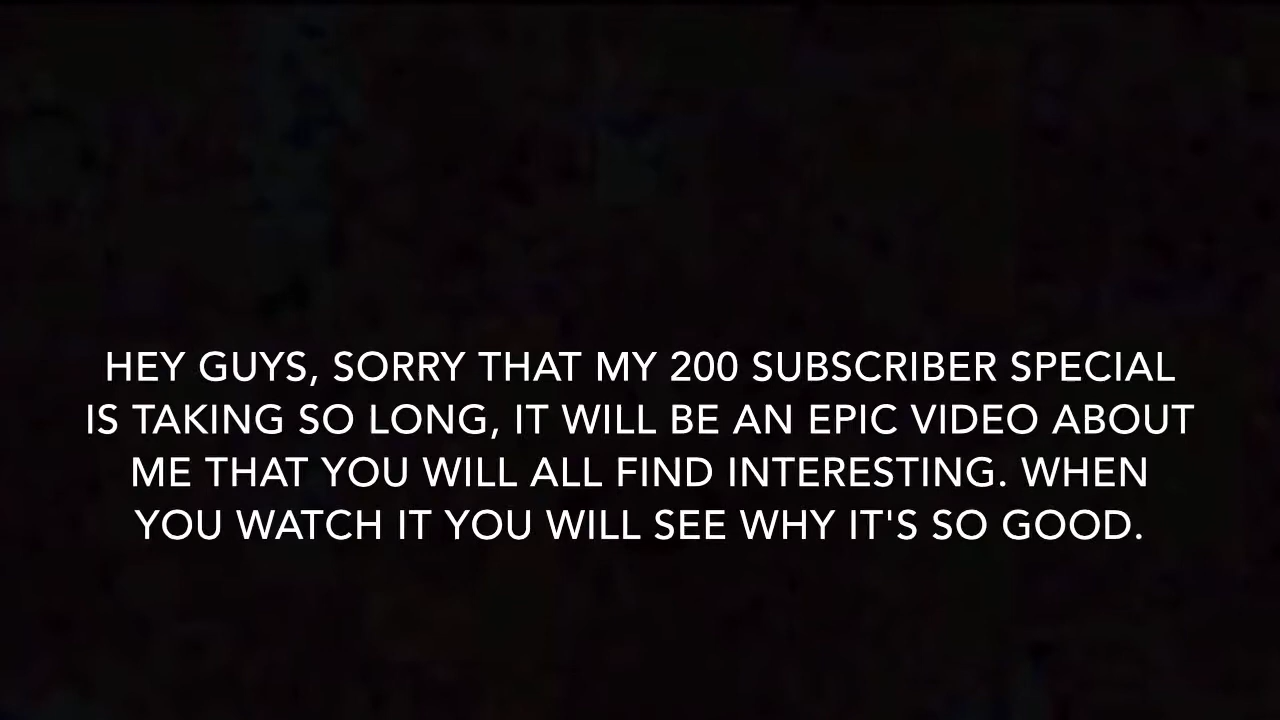 HEY GUYS, SORRY THAT MY 200 SUBSCRIBER SPECIAL
IS TAKING SO LONG, IT WILL BE AN EPIC VIDEO ABOUT
ME THAT YOU WILL ALL FIND INTERESTING. WHEN
YOU WATCH IT YOU WILL SEE WHY IT'S SO GOOD.